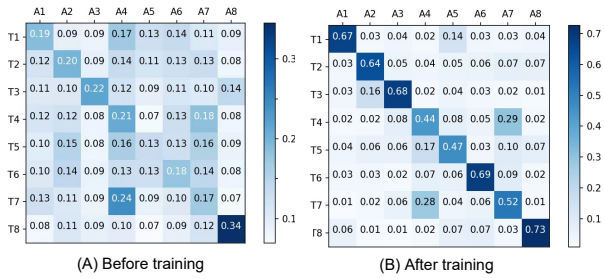 A1 A2 A3 A4 A5 A6 A7 A8
T1 0.19 0.09 0.09 0.17 0.13 0.14 0.11 0.09
T2 0.12 0.20 0.09 0.14 0.11 0.13 0.13 0.08
T3 0.11 0.10 0.22 0.12 0.09 0.11 0.10 0.14
T4 0.12 0.12 0.08 0.21 0.07 0.13 0.18 0.08
T5 0.10 0.15 0.08 0.16 0.13 0.13 0.16 0.09
T6 0.10 0.14 0.09 0.13 0.12 0.18 0.14 0.08
T7 0.13 0.11 0.08 0.24 0.10 0.12 0.17 0.07
T8 0.08 0.11 0.09 0.10 0.07 0.09 0.12 0.34
0.3
0.2
0.1
(A) Before training
A1 A2 A3 A4 A5 A6 A7 A8
T1 0.67 0.03 0.04 0.02 0.14 0.03 0.03 0.04
T2 0.03 0.64 0.05 0.04 0.05 0.06 0.07 0.07
T3 0.03 0.16 0.68 0.04 0.03 0.03 0.02 0.01
T4 0.02 0.02 0.08 0.44 0.08 0.05 0.29 0.02
T5 0.04 0.06 0.06 0.17 0.47 0.03 0.10 0.07
T6 0.03 0.03 0.02 0.07 0.06 0.69 0.09 0.02
T7 0.01 0.02 0.06 0.28 0.04 0.06 0.52 0.01
T8 0.06 0.01 0.01 0.02 0.07 0.07 0.03 0.73
0.7
0.6
0.5
0.4
0.3
0.2
0.1
(B) After training